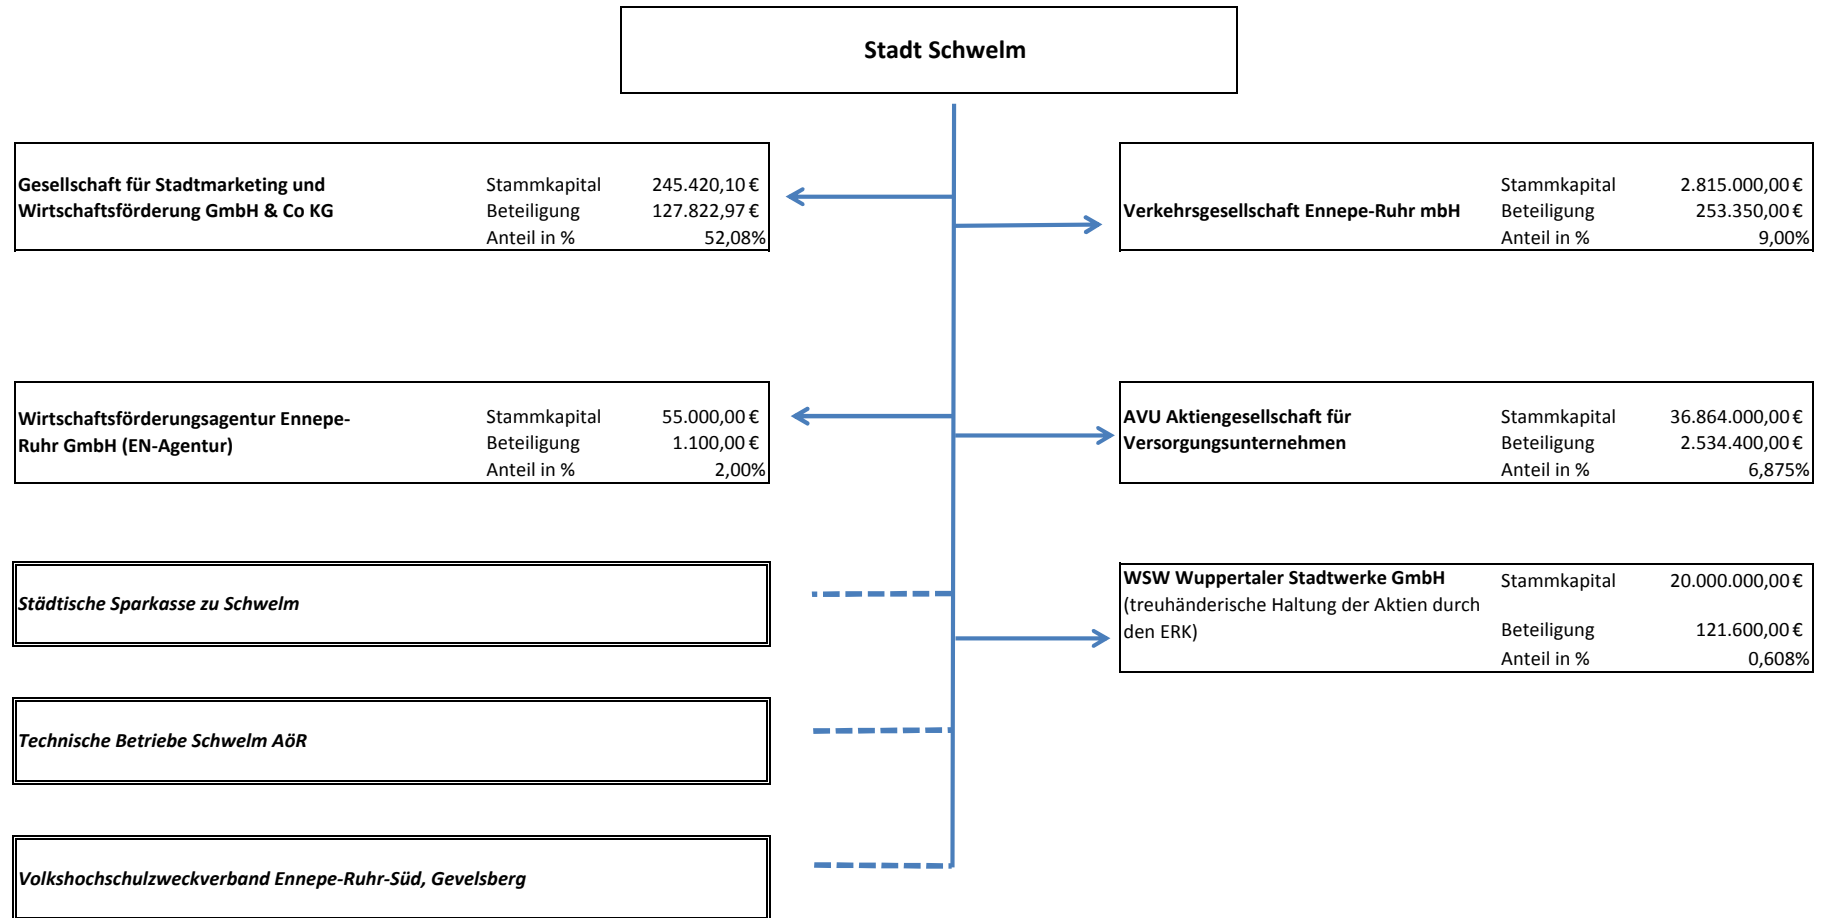 Stadt Schwelm
Gesellschaft für Stadtmarketing und Stammkapital 245.420,10 €
Wirtschaftsförderung GmbH & Co KG Beteiligung 127.822,97 €
Anteil in % 52,08%
Stammkapital 2.815.000,00 €
Verkehrsgesellschaft Ennepe-Ruhr mbH Beteiligung 253.350,00 €
Anteil in % 9,00%
Wirtschaftsförderungsagentur Ennepe- Stammkapital 55.000,00 €
Ruhr GmbH (EN-Agentur) Beteiligung 1.100,00 €
Anteil in % 2,00%
AVU Aktiengesellschaft für Stammkapital 36.864.000,00 €
Versorgungsunternehmen Beteiligung 2.534.400,00 €
Anteil in % 6,875%
Städtische Sparkasse zu Schwelm
WSW Wuppertaler Stadtwerke GmbH Stammkapital 20.000.000,00 €
(treuhänderische Haltung der Aktien durch
den ERK) Beteiligung 121.600,00 €
Anteil in % 0,608%
Technische Betriebe Schwelm AöR
Volkshochschulzweckverband Ennepe-Ruhr-Süd, Gevelsberg